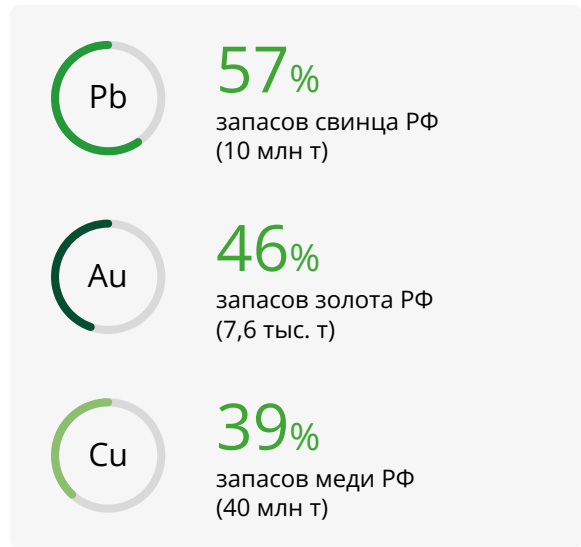 Pb
57%
запасов свинца РФ
(10 млн т)
Au
46%
запасов золота РФ
(7,6 тыс. т)
Cu
39%
запасов меди РФ
(40 млн т)